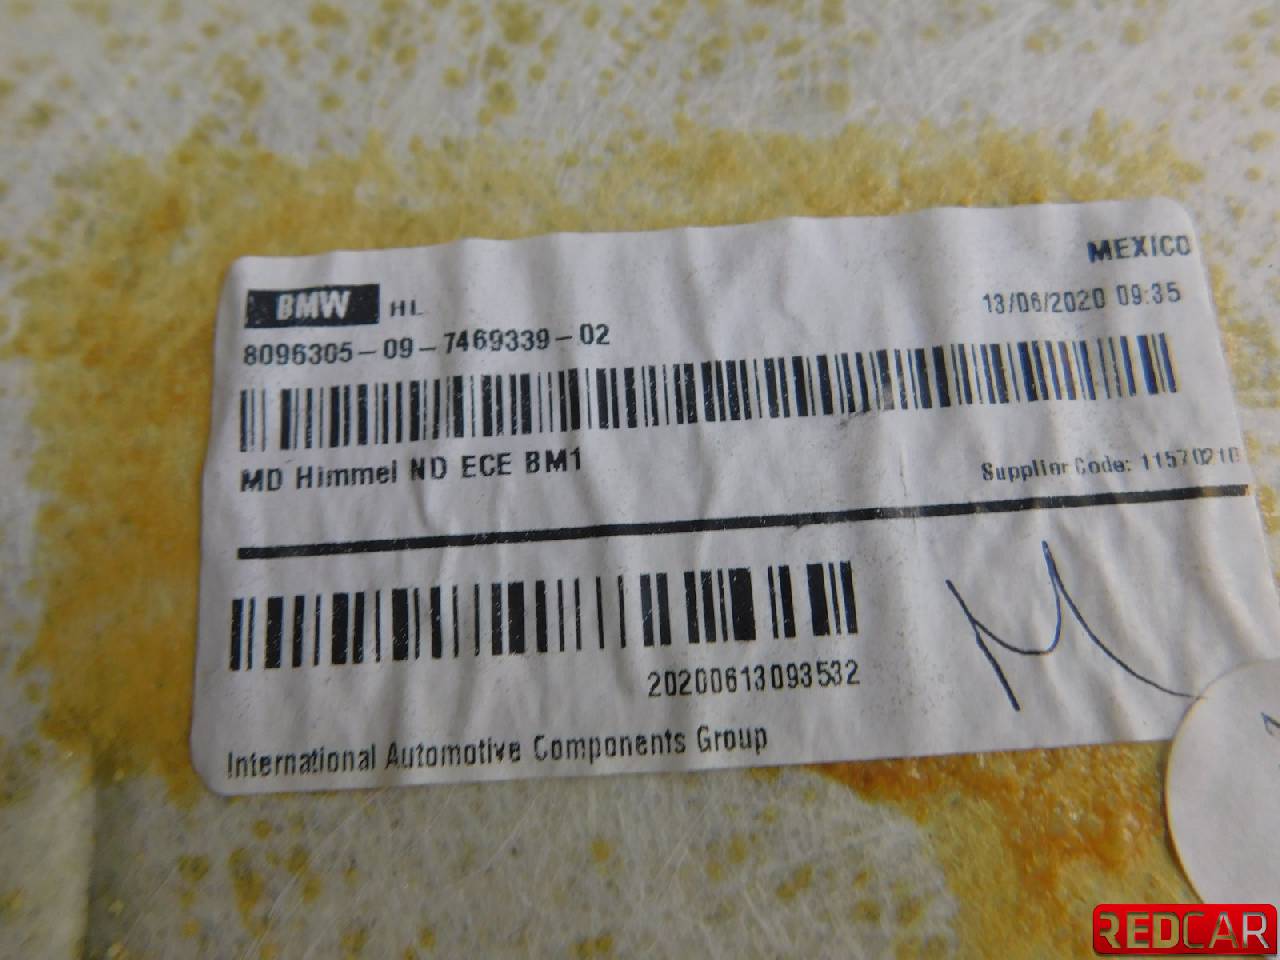 MEXICO
BMW HL
13/06/2020 09:35
8096305-09-7469339-02
MD Himmel ND ECE BM1
Supplier Code:
20200613093532
International Automotive Components Group
REDCAR